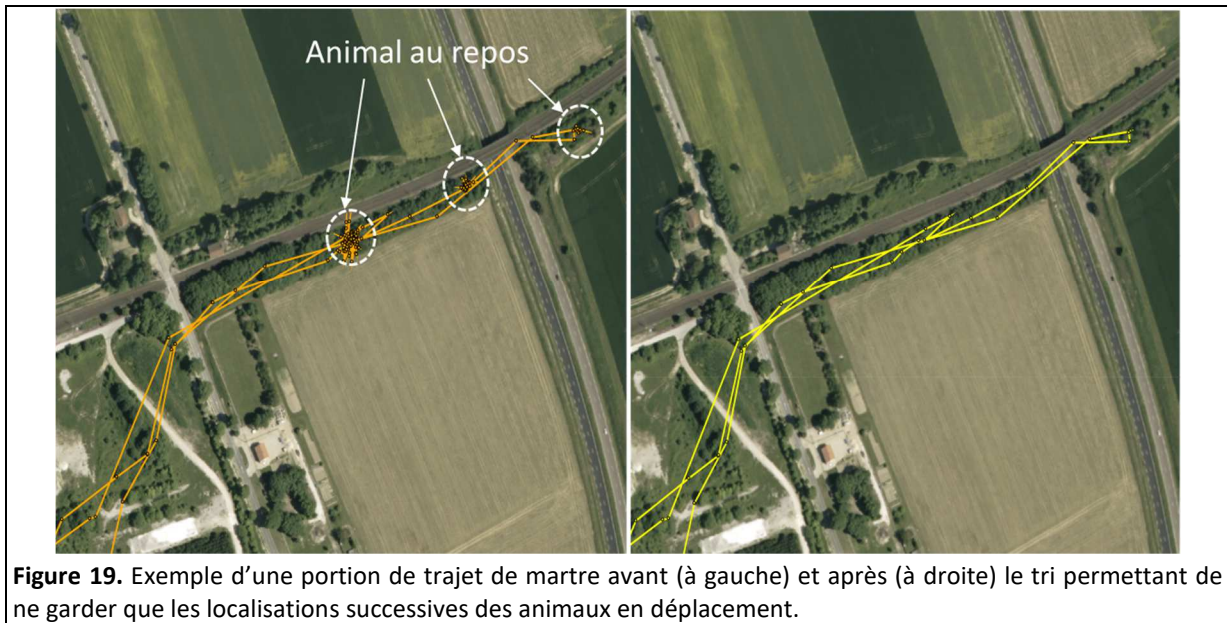 Animal au repos
Figure 19. Exemple d’une portion de trajet de martre avant (à gauche) et après (à droite) le tri permettant de
ne garder que les localisations successives des animaux en déplacement.